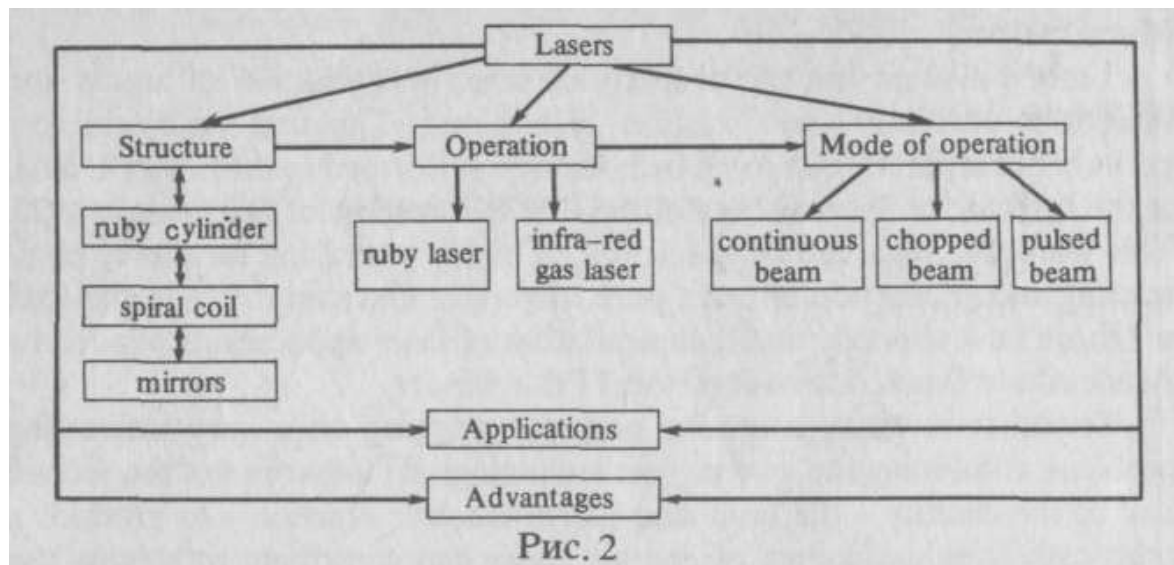 Lasers
Structure
Operation
Mode of operation
ruby cylinder
spiral coil
mirrors
ruby laser
infra-red
gas laser
continuous
beam
chopped
beam
pulsed
beam
Applications
Advantages
Рис. 2